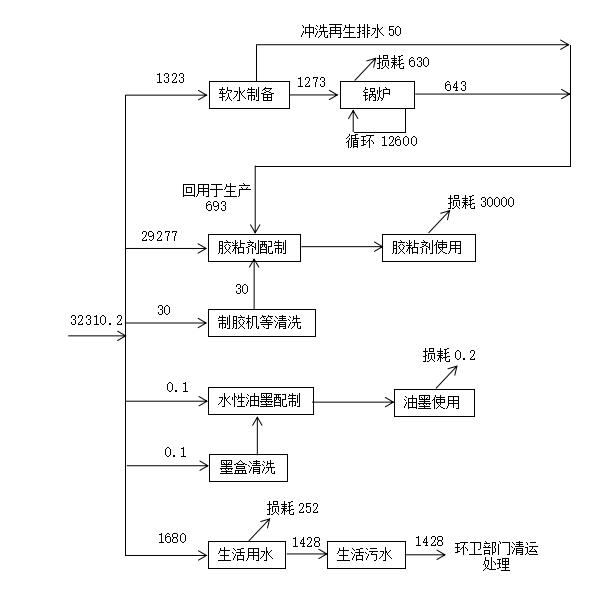 冲洗再生排水 50
损耗 630
1323
1273
643
软水制备
锅炉
循环 12600
回用于生产
693
损耗 30000
29277
胶粘剂配制
胶粘剂使用
30
32310.2
30
制胶机等清洗
损耗 0.2
0.1
水性油墨配制
油墨使用
0.1
墨盒清洗
损耗 252
1680
生活用水
1428
生活污水
1428
环卫部门清运
处理